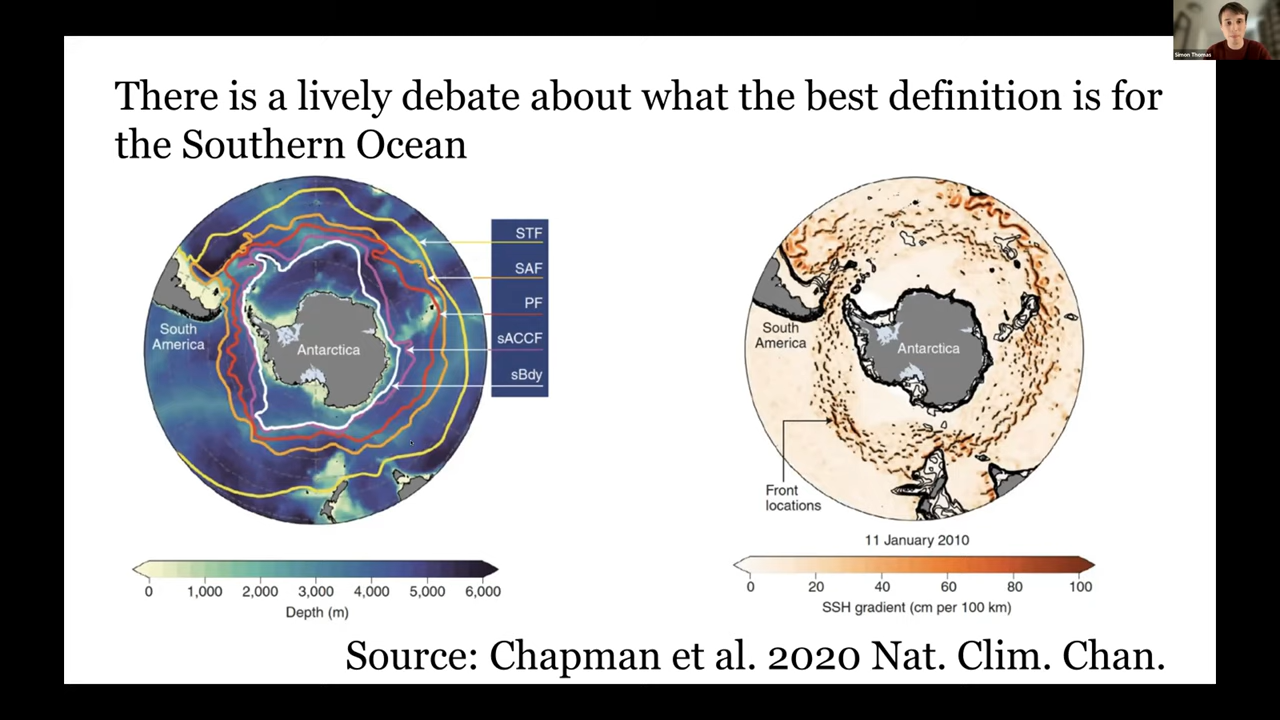 Simon Thomas
There is a lively debate about what the best definition is for
the Southern Ocean
STF
SAF
PF
sACCF
sBdy
South
America
Antarctica
0 1,000 2,000 3,000 4,000 5,000 6,000
Depth (m)
South
America
Antarctica
Front
locations
11 January 2010
0 20 40 60 80 100
SSH gradient (cm per 100 km)
Source: Chapman et al. 2020 Nat. Clim. Chan.